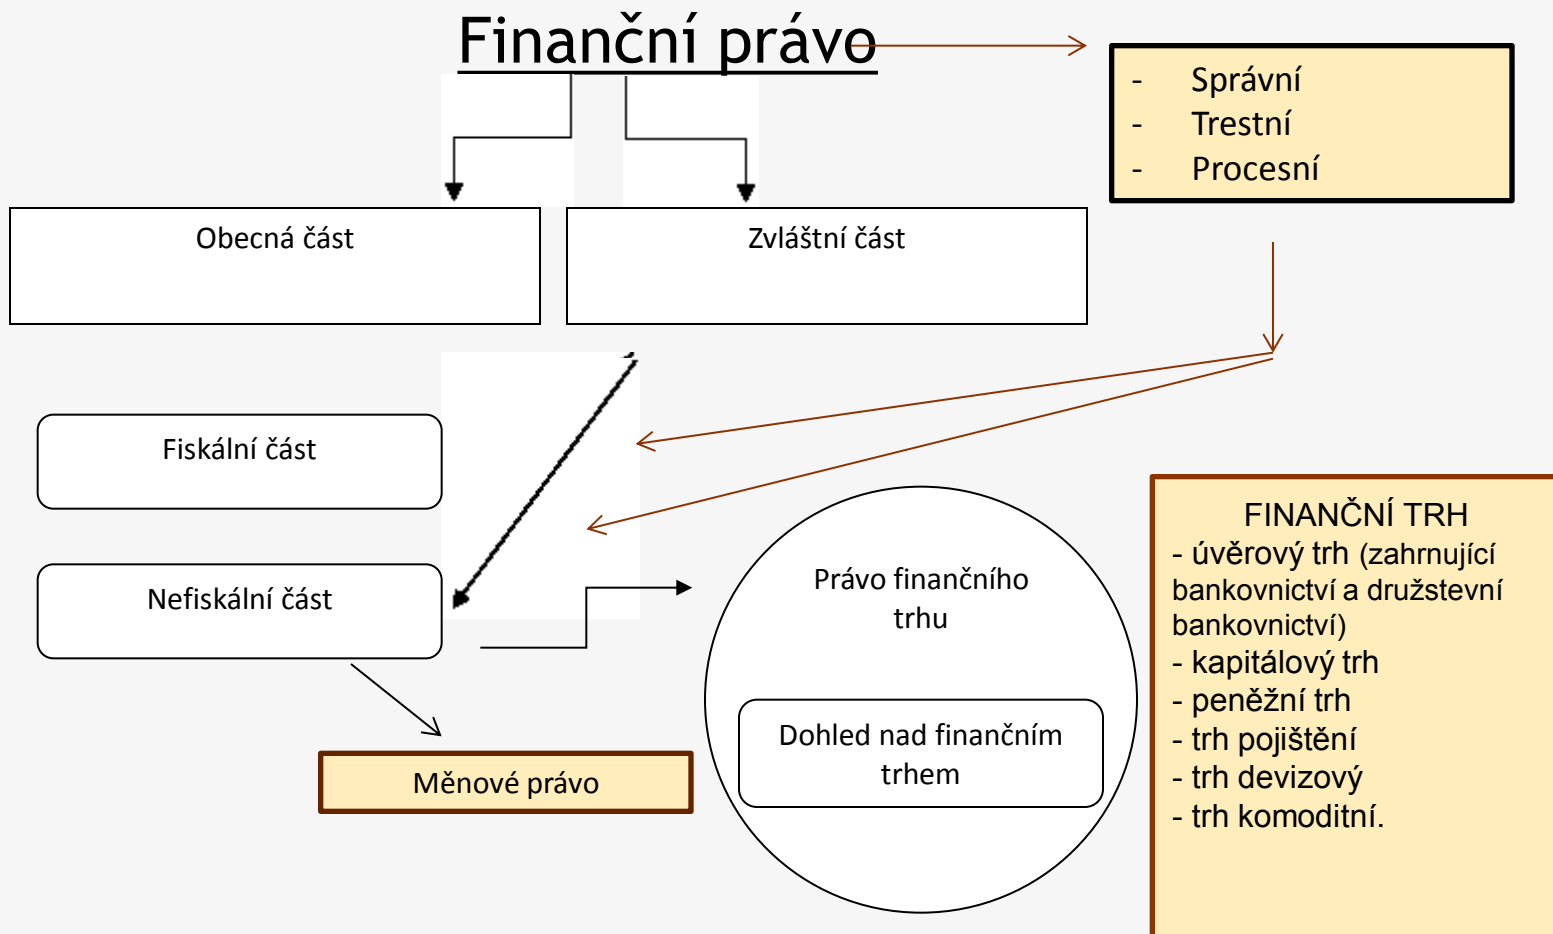 Finanční právo
- Správní
- Trestní
- Procesní
Obecná část
Zvláštní část
Fiskální část
Nefiskální část
Měnové právo
Právo finančního
trhu
Dohled nad finančním
trhem
FINANČNÍ TRH
- úvěrový trh (zahrnující
bankovnictví a družstevní
bankovnictví)
- kapitálový trh
- peněžní trh
- trh pojištění
- trh devizový
- trh komoditní.